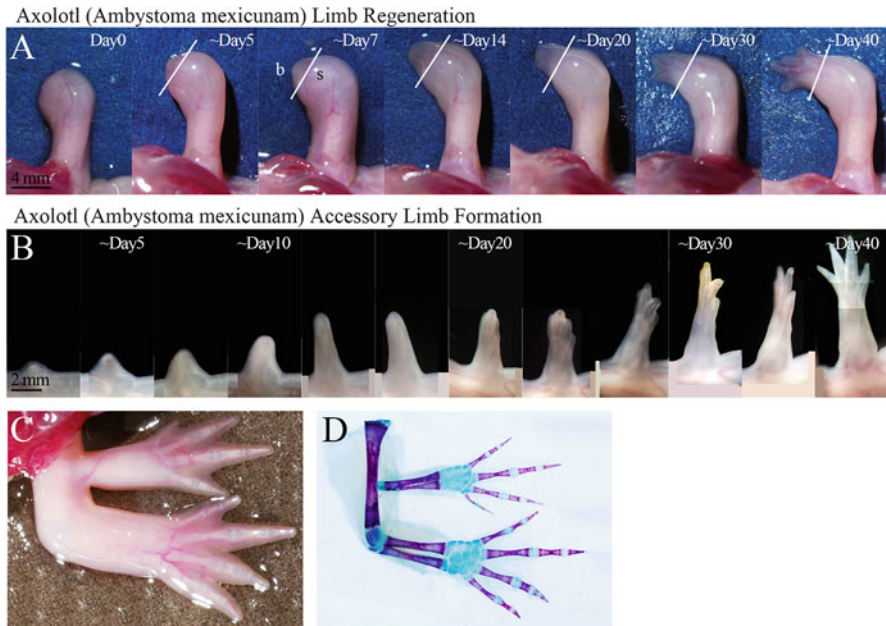 Axolotl (Ambystoma mexicunam) Limb Regeneration
A Day0 ~Day5 ~Day7 ~Day14 ~Day20 ~Day30 ~Day40
b s
4 mm
Axolotl (Ambystoma mexicunam) Accessory Limb Formation
B ~Day5 ~Day10 ~Day20 ~Day30 ~Day40
2 mm
C D